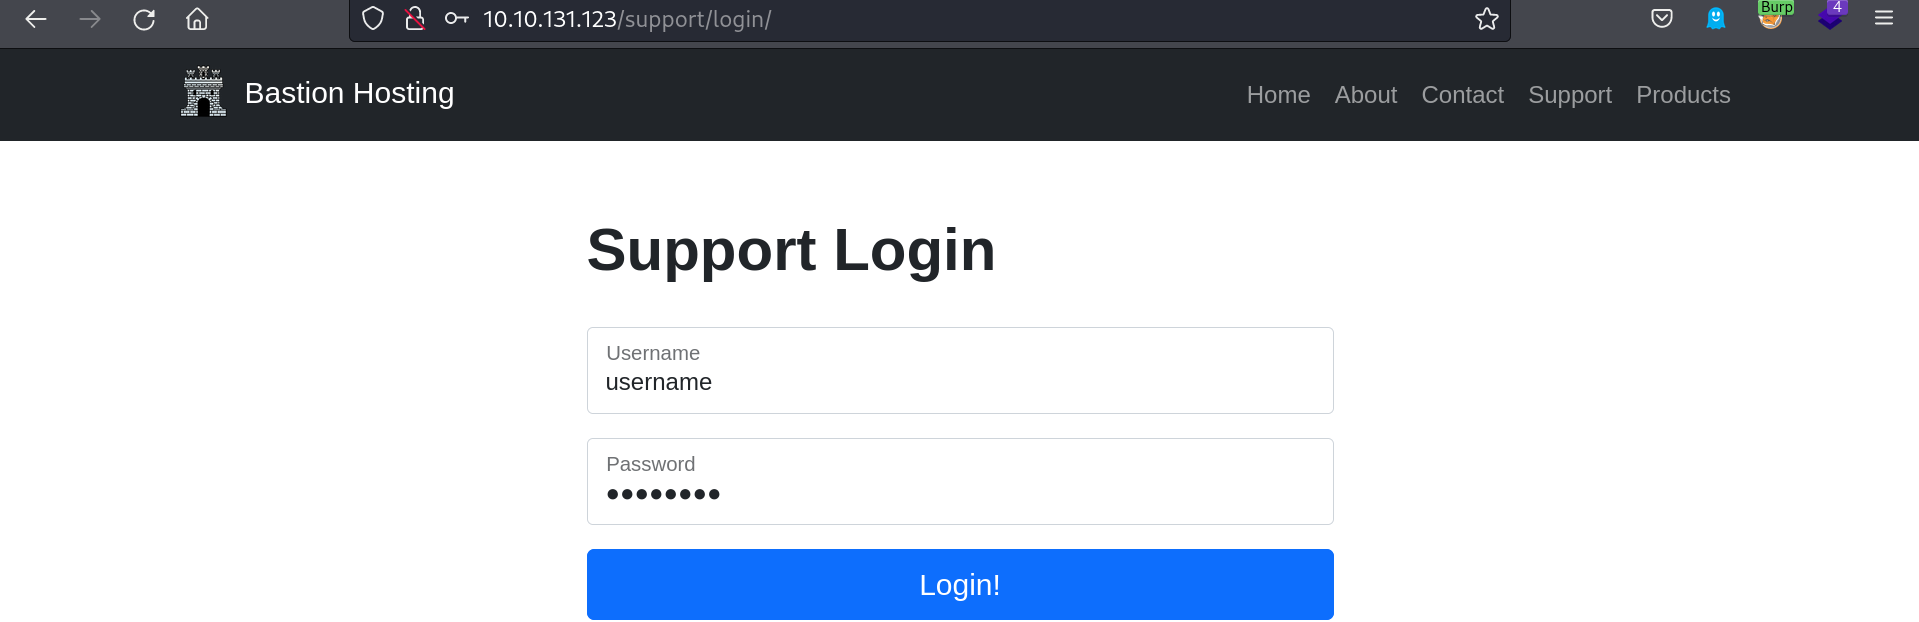 10.10.131.123/support/login/
Burp
4
Bastion Hosting
Home About Contact Support Products
Support Login
Username
username
Password
••••••••
Login!